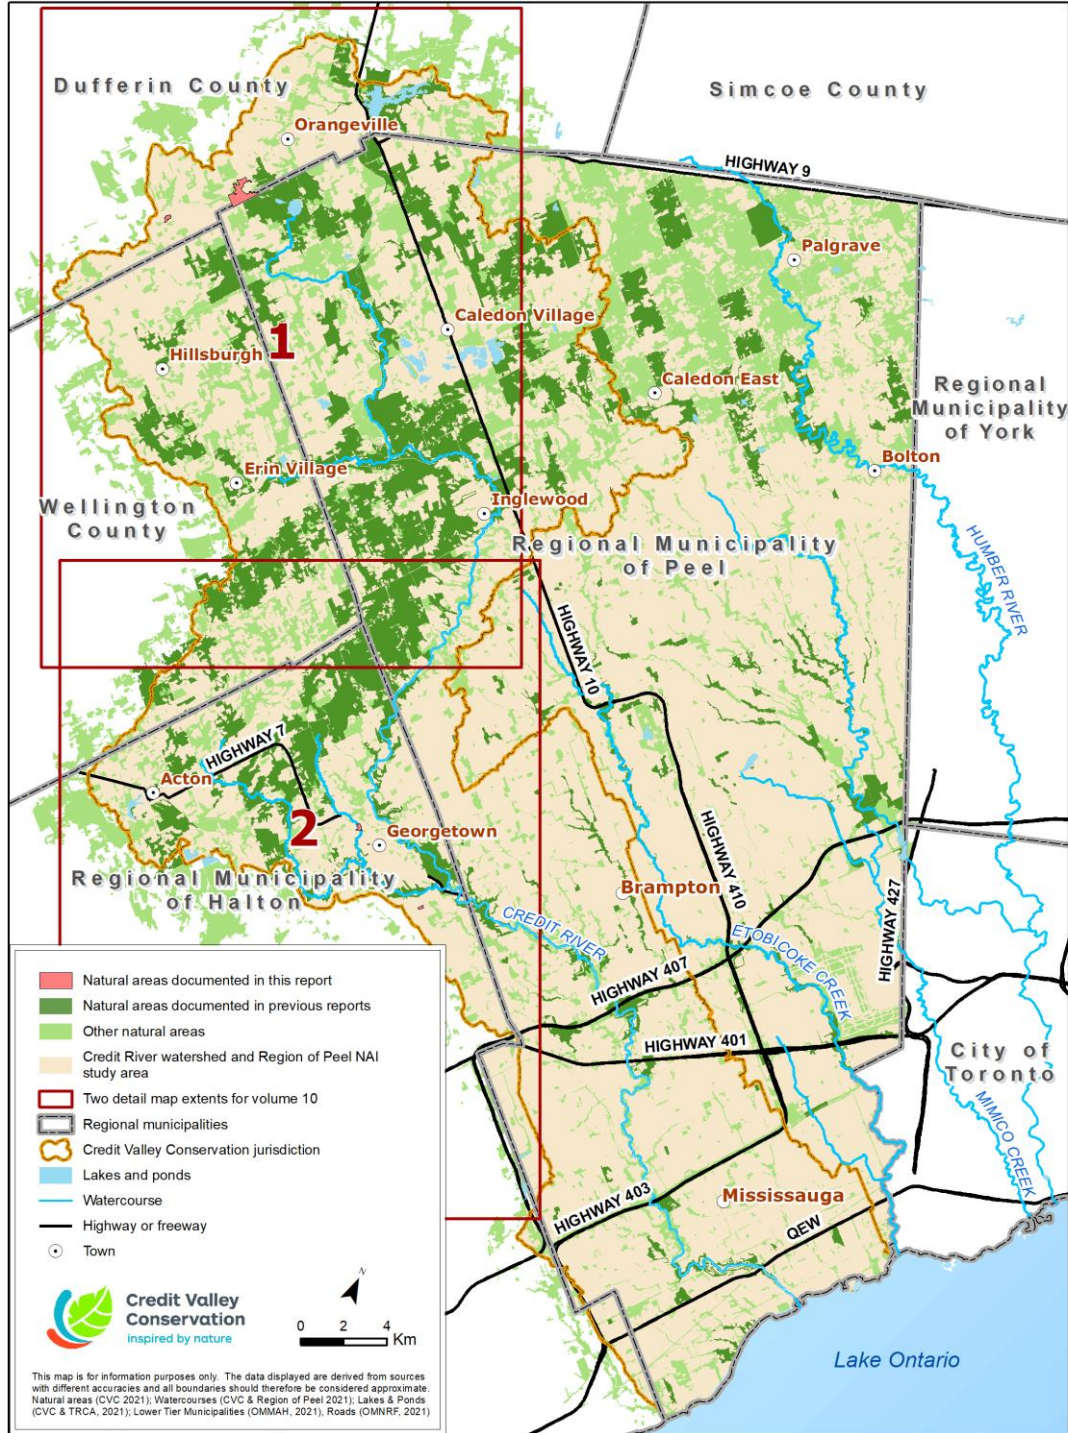 Dufferin County
Simcoe County
Orangeville
HIGHWAY 9
Palgrave
Caledon Village
1
Hillsburgh
Caledon East
Regional
Municipality
of York
Bolton
Erin Village
Inglewood
Wellington
County
Regional Municipality
of Peel
HUMBER RIVER
HIGHWAY 10
HIGHWAY 7
Acton
2
Georgetown
HIGHWAY 410
Regional Municipality
of Halton
Brampton
HIGHWAY 427
CREDIT RIVER
ETOBICOKE CREEK
HIGHWAY 407
HIGHWAY 401
City of
Toronto
MIMICO CREEK
HIGHWAY 403
Mississauga
QEW
Lake Ontario
Natural areas documented in this report
Natural areas documented in previous reports
Other natural areas
Credit River watershed and Region of Peel NAI
study area
Two detail map extents for volume 10
Regional municipalities
Credit Valley Conservation jurisdiction
Lakes and ponds
Watercourse
Highway or freeway
Town
Credit Valley
Conservation
inspired by nature
N
0 2 4
Km
This map is for information purposes only. The data displayed are derived from sources
with different accuracies and all boundaries should therefore be considered approximate.
Natural areas (CVC 2021); Watercourses (CVC & Region of Peel 2021); Lakes & Ponds
(CVC & TRCA, 2021); Lower Tier Municipalities (OMMAH, 2021), Roads (OMNRF, 2021)